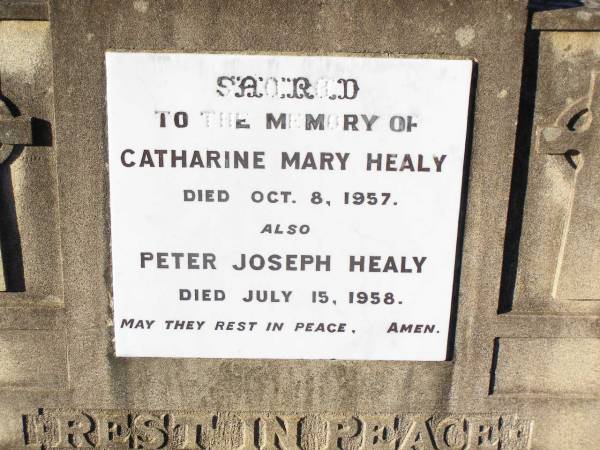 SACRED
TO THE MEMORY OF
CATHARINE MARY HEALY
DIED OCT. 8, 1957.
ALSO
PETER JOSEPH HEALY
DIED JULY 15, 1958.
MAY THEY REST IN PEACE, AMEN.
REST IN PEACE